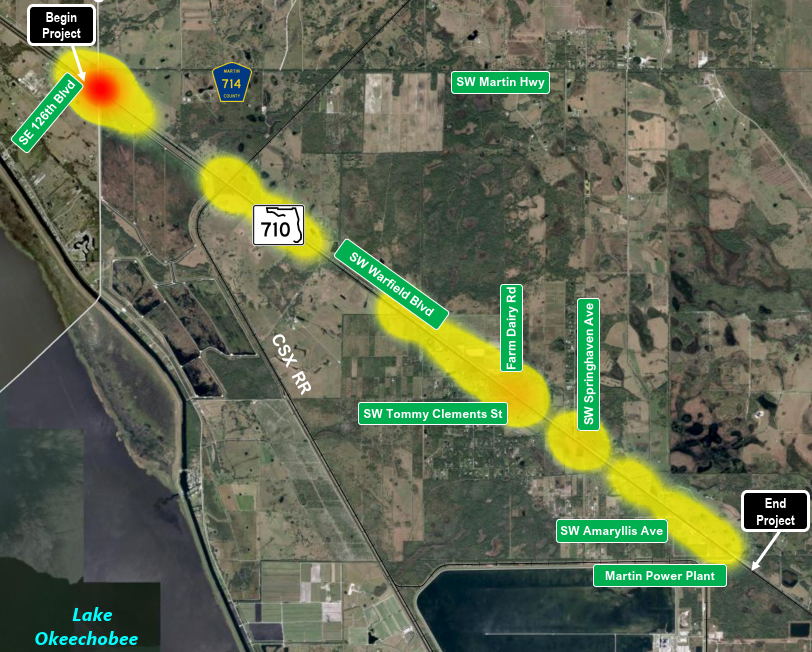 Begin
Project
SE 126th Blvd
MARTIN
714
COUNTY
SW Martin Hwy
710
SW Warfield Blvd
Farm Dairy Rd
SW Springhaven Ave
CSX RR
SW Tommy Clements St
End
Project
SW Amaryllis Ave
Martin Power Plant
Lake
Okeechobee